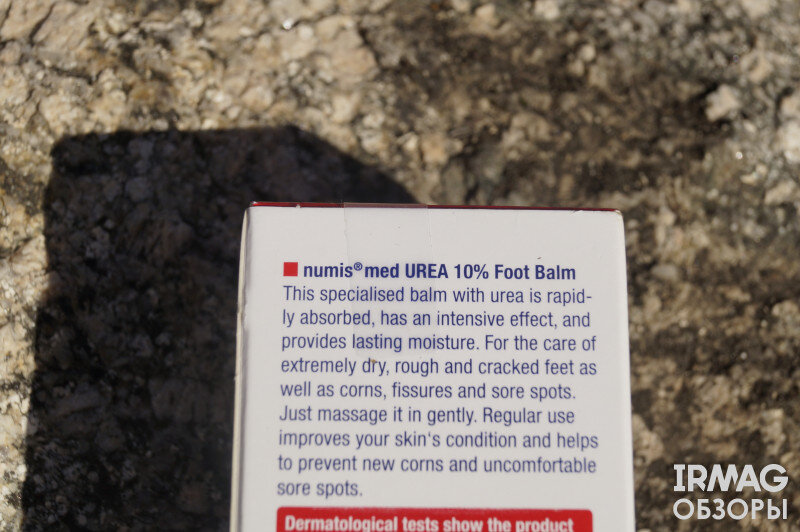 numis®med UREA 10% Foot Balm
This specialised balm with urea is rapid-
ly absorbed, has an intensive effect, and
provides lasting moisture. For the care of
extremely dry, rough and cracked feet as
well as corns, fissures and sore spots.
Just massage it in gently. Regular use
improves your skin's condition and helps
to prevent new corns and uncomfortable
sore spots.
Dermatological tests show the product
IRMAG
ОБЗОРЫ